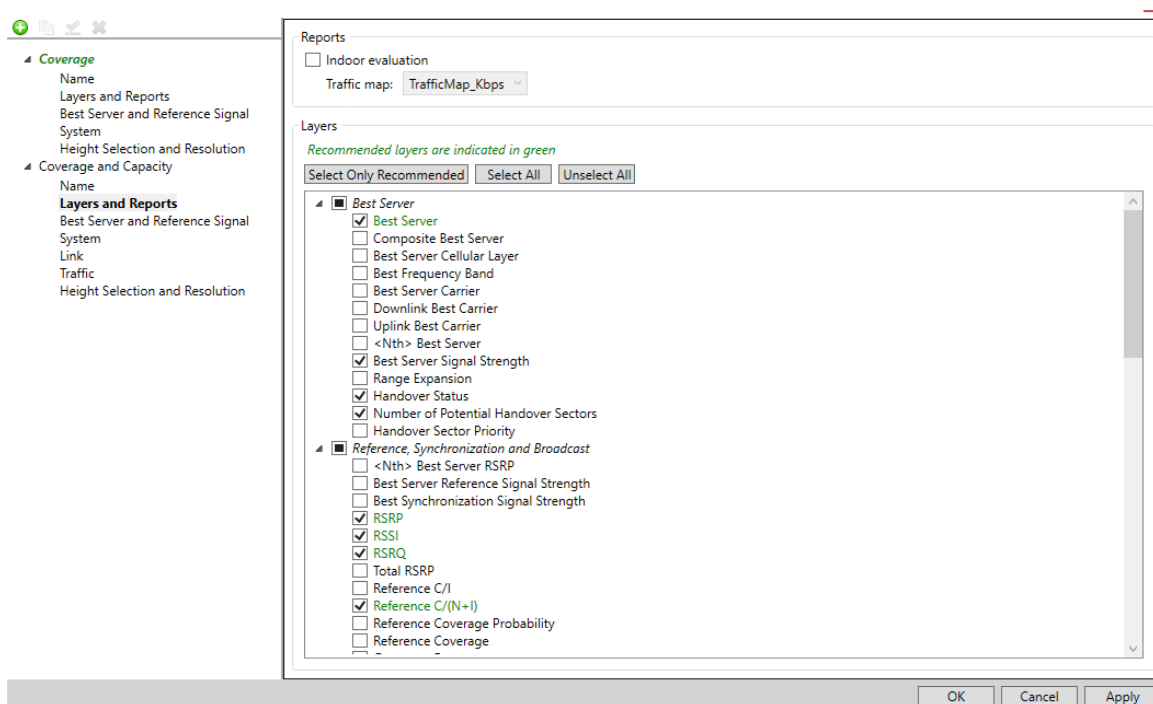 Coverage
Name
Layers and Reports
Best Server and Reference Signal
System
Height Selection and Resolution
Coverage and Capacity
Name
Layers and Reports
Best Server and Reference Signal
System
Link
Traffic
Height Selection and Resolution
Reports
Indoor evaluation
Traffic map: TrafficMap_Kbps
Layers
Recommended layers are indicated in green
Select Only Recommended Select All Unselect All
Best Server
Best Server
Composite Best Server
Best Server Cellular Layer
Best Frequency Band
Best Server Carrier
Downlink Best Carrier
Uplink Best Carrier
<Nth> Best Server
Best Server Signal Strength
Range Expansion
Handover Status
Number of Potential Handover Sectors
Handover Sector Priority
Reference, Synchronization and Broadcast
<Nth> Best Server RSRP
Best Server Reference Signal Strength
Best Synchronization Signal Strength
RSRP
RSSI
RSRQ
Total RSRP
Reference C/I
Reference C/(N+I)
Reference Coverage Probability
Reference Coverage
OK Cancel Apply